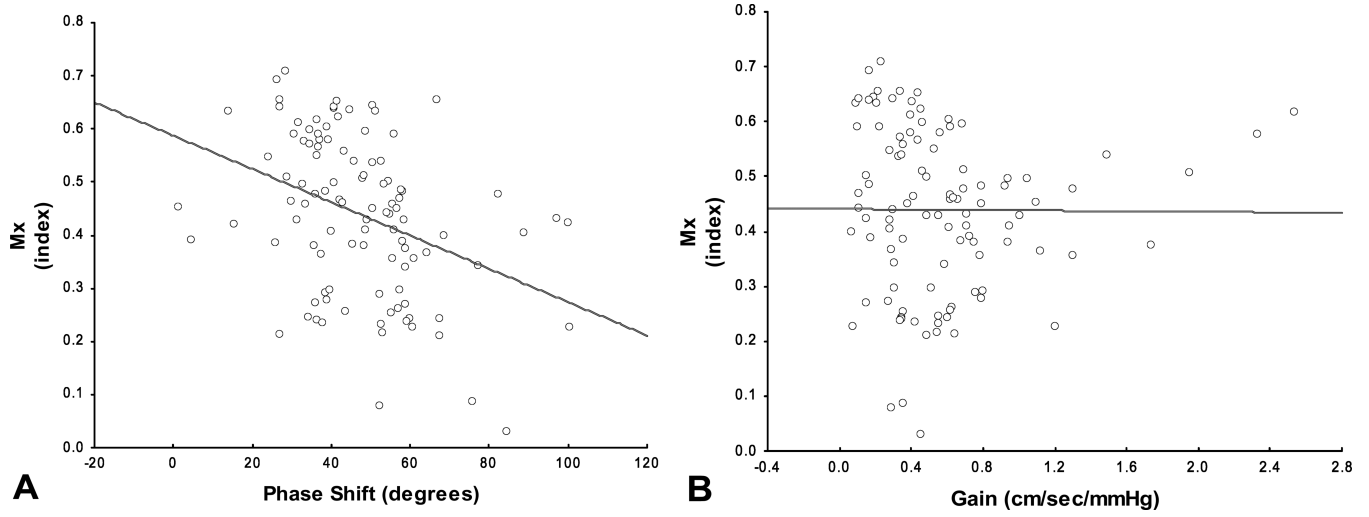 0.8
0.7
0.6
0.5
0.4
0.3
0.2
0.1
0.0
Mx
(index)
-20 0 20 40 60 80 100 120
Phase Shift (degrees)
A
0.8
0.7
0.6
0.5
0.4
0.3
0.2
0.1
0.0
Mx
(index)
-0.4 0.0 0.4 0.8 1.2 1.6 2.0 2.4 2.8
Gain (cm/sec/mmHg)
B